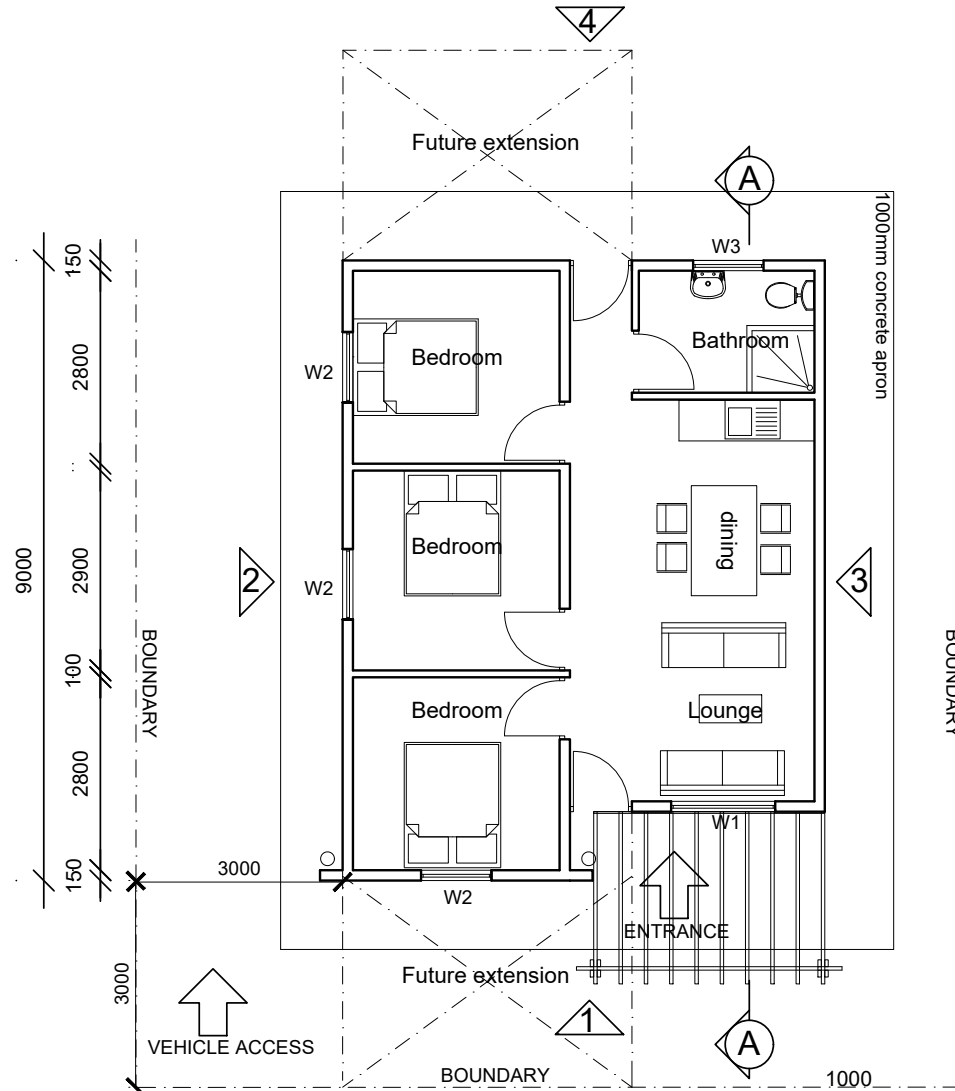 4
Future extension
A
W3
1000mm concrete apron
150
Bedroom
Bathroom
2800
W2
dining
Bedroom
9000
2900
2
W2
3
BOUNDARY
BOUNDARY
100
Bedroom
Lounge
2800
W1
150
3000
W2
ENTRANCE
3000
Future extension
1
VEHICLE ACCESS
A
BOUNDARY
1000